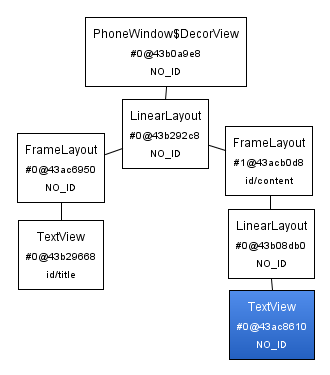 PhoneWindow$DecorView
#0@43b0a9e8
NO_ID
LinearLayout
#0@43b292c8
NO_ID
FrameLayout
#0@43ac6950
NO_ID
FrameLayout
#1@43acb0d8
id/content
TextView
#0@43b29668
id/title
LinearLayout
#0@43b08db0
NO_ID
TextView
#0@43ac8610
NO_ID